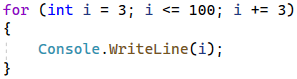 for (int i = 3; i <= 100; i += 3)
{
    Console.WriteLine(i);
}